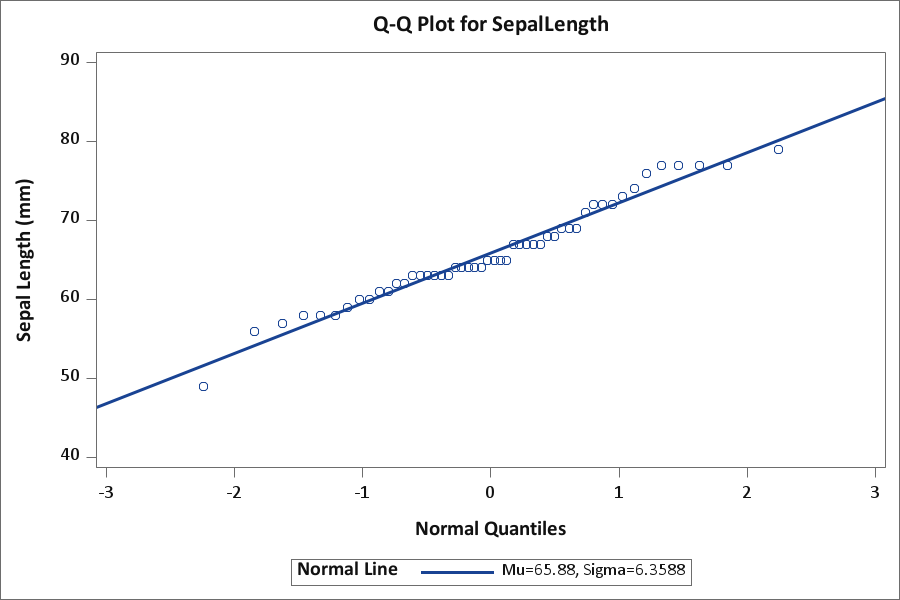 Q-Q Plot for SepalLength
90
80
70
60
50
40
Sepal Length (mm)
-3 -2 -1 0 1 2 3
Normal Quantiles
Normal Line Mu=65.88, Sigma=6.3588